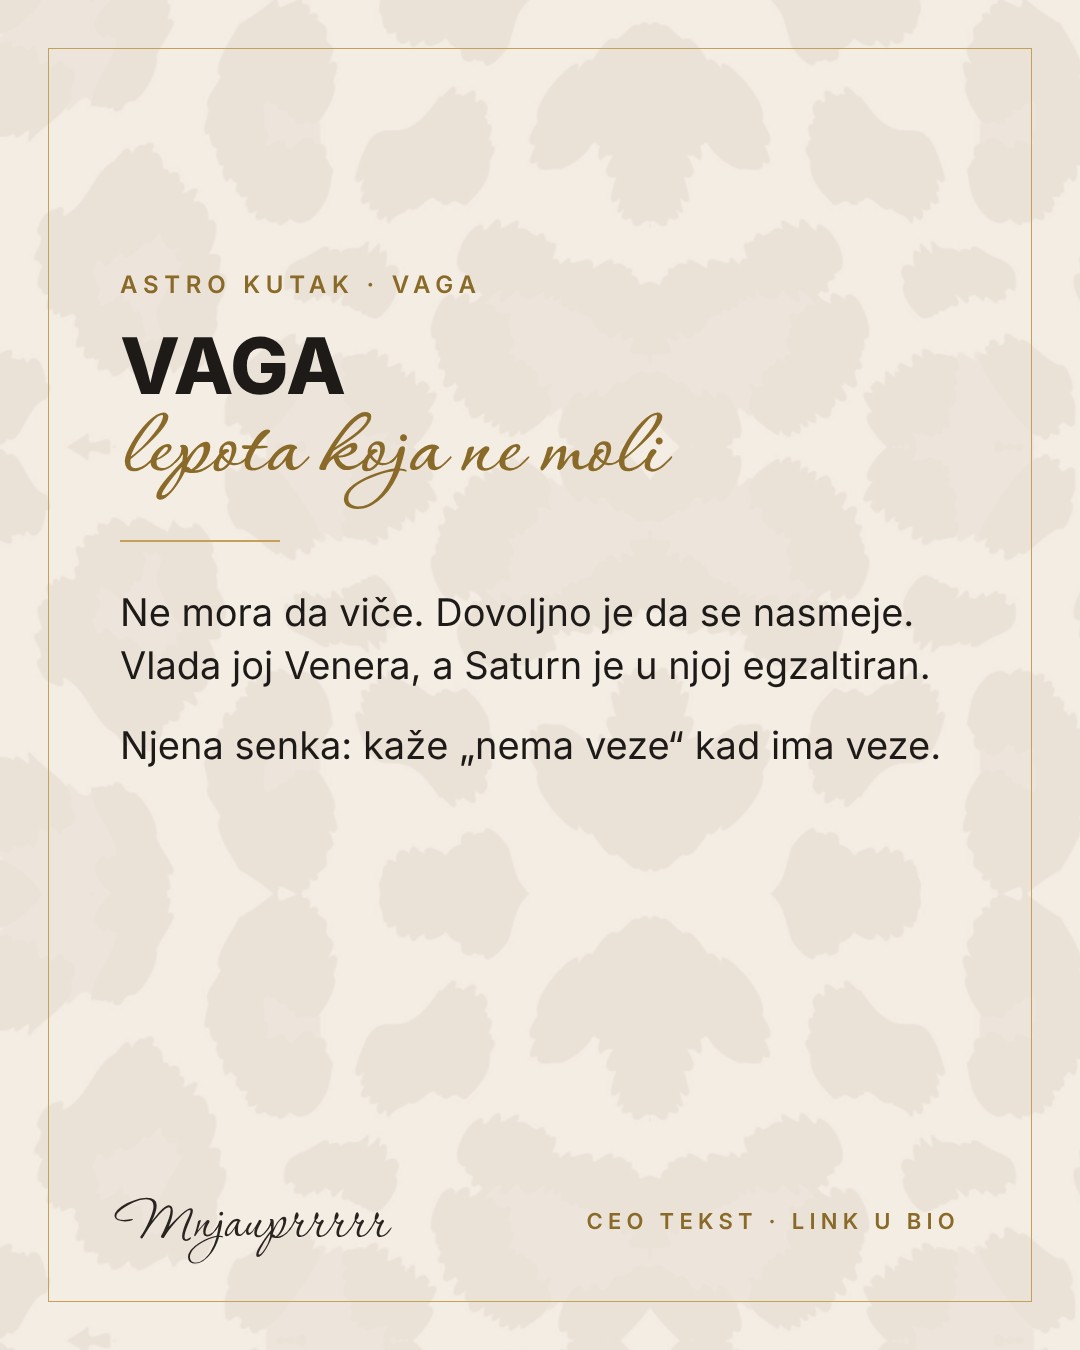 ASTRO KUTAK · VAGA
VAGA
lepota koja ne moli
Ne mora da viče. Dovoljno je da se nasmeje.
Vlada joj Venera, a Saturn je u njoj egzaltiran.
Njena senka: kaže „nema veze“ kad ima veze.
Mnjauprrrrr
CEO TEKST · LINK U BIO